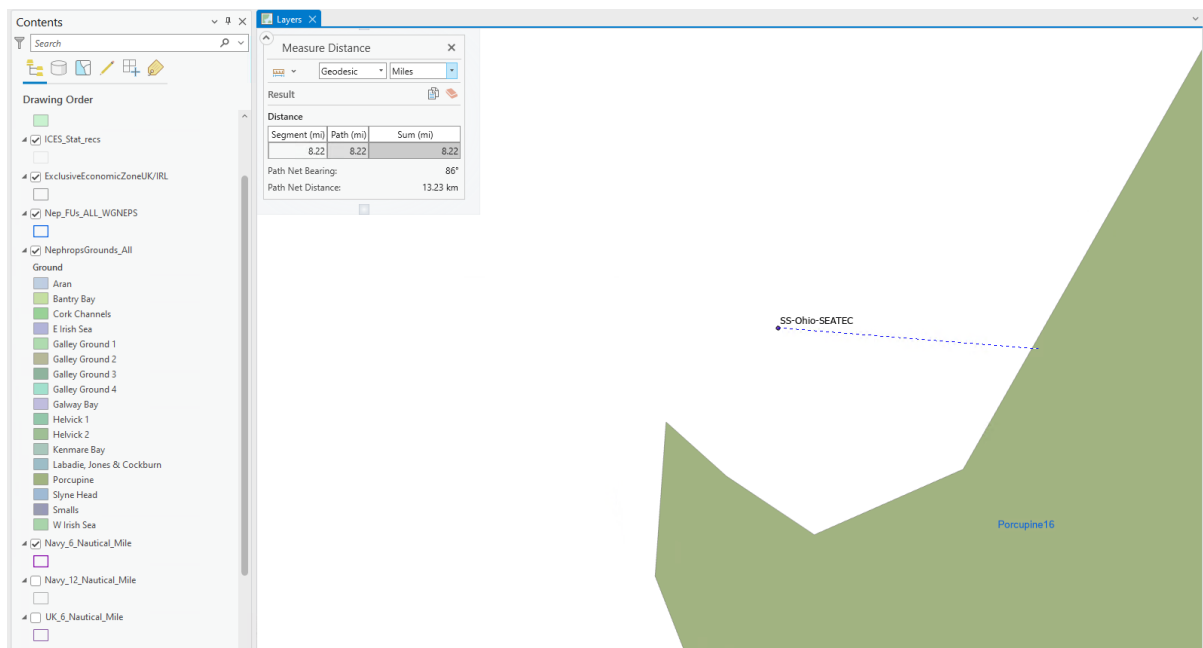 Contents
Search
Drawing Order
ICES_Stat_recs
ExclusiveEconomicZoneUK/IRL
Nep_FUs_ALL_WGNEPS
NephropsGrounds_All
Ground
Aran
Bantry Bay
Cork Channels
E Irish Sea
Galley Ground 1
Galley Ground 2
Galley Ground 3
Galley Ground 4
Galway Bay
Helvick 1
Helvick 2
Kenmare Bay
Labadie, Jones & Cockburn
Porcupine
Slyne Head
Smalls
W Irish Sea
Navy_6_Nautical_Mile
Navy_12_Nautical_Mile
UK_6_Nautical_Mile
Layers
Measure Distance
Geodesic Miles
Result
Distance
Segment (mi) Path (mi) Sum (mi)
8.22 8.22 8.22
Path Net Bearing: 86°
Path Net Distance: 13.23 km
SS-Ohio-SEATEC
Porcupine16